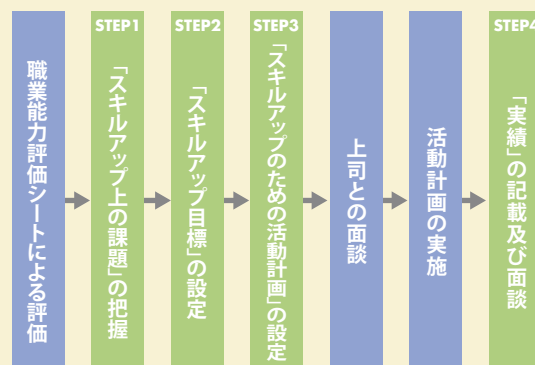 職業能力評価シートによる評価
STEP1
「スキルアップ上の課題」の把握
STEP2
「スキルアップ目標」の設定
STEP3
「スキルアップのための活動計画」の設定
上司との面談
活動計画の実施
STEP4
「実績」の記載及び面談